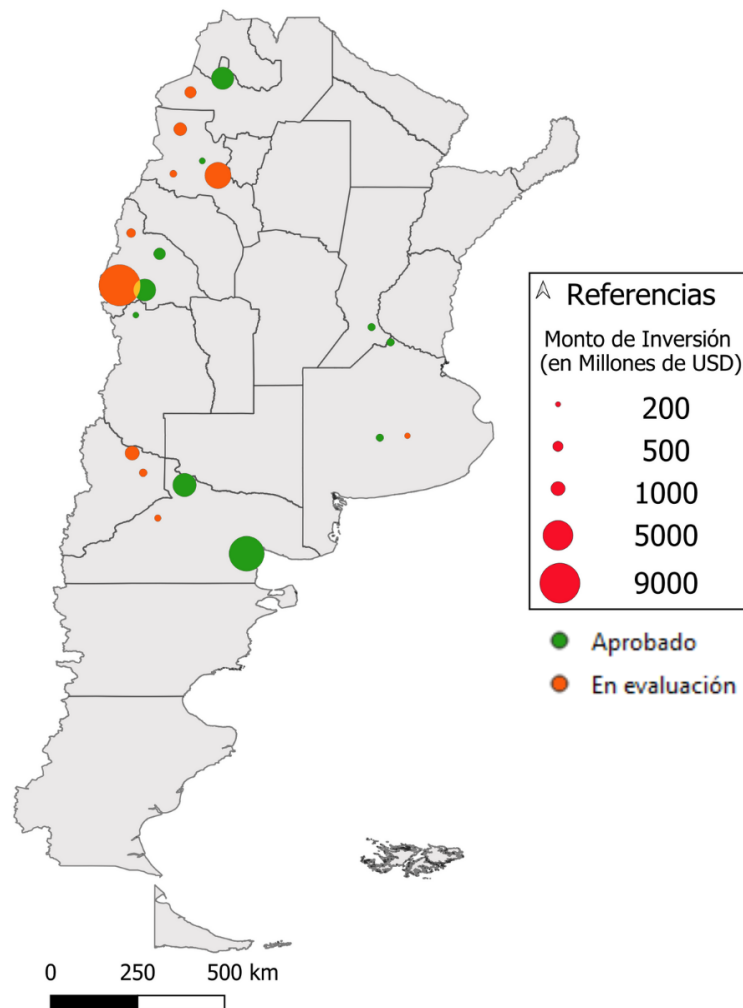 Referencias
Monto de Inversión
(en Millones de USD)
200
500
1000
5000
9000
Aprobado
En evaluación
0 250 500 km